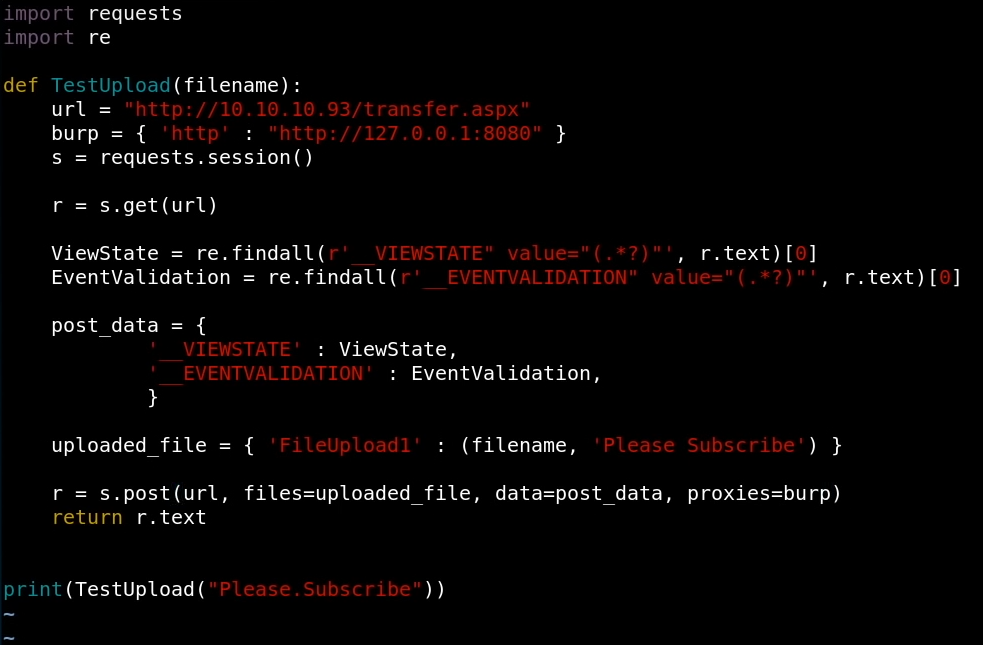 import requests
import re
def TestUpload(filename):
    url = "http://10.10.10.93/transfer.aspx"
    burp = { 'http' : "http://127.0.0.1:8080" }
    s = requests.session()
    r = s.get(url)
    ViewState = re.findall(r'__VIEWSTATE" value="(.*?)"', r.text)[0]
    EventValidation = re.findall(r'__EVENTVALIDATION" value="(.*?)"', r.text)[0]
    post_data = {
            '__VIEWSTATE' : ViewState,
            '__EVENTVALIDATION' : EventValidation,
            }
    uploaded_file = { 'FileUpload1' : (filename, 'Please Subscribe') }
    r = s.post(url, files=uploaded_file, data=post_data, proxies=burp)
    return r.text
print(TestUpload("Please.Subscribe"))
~
~